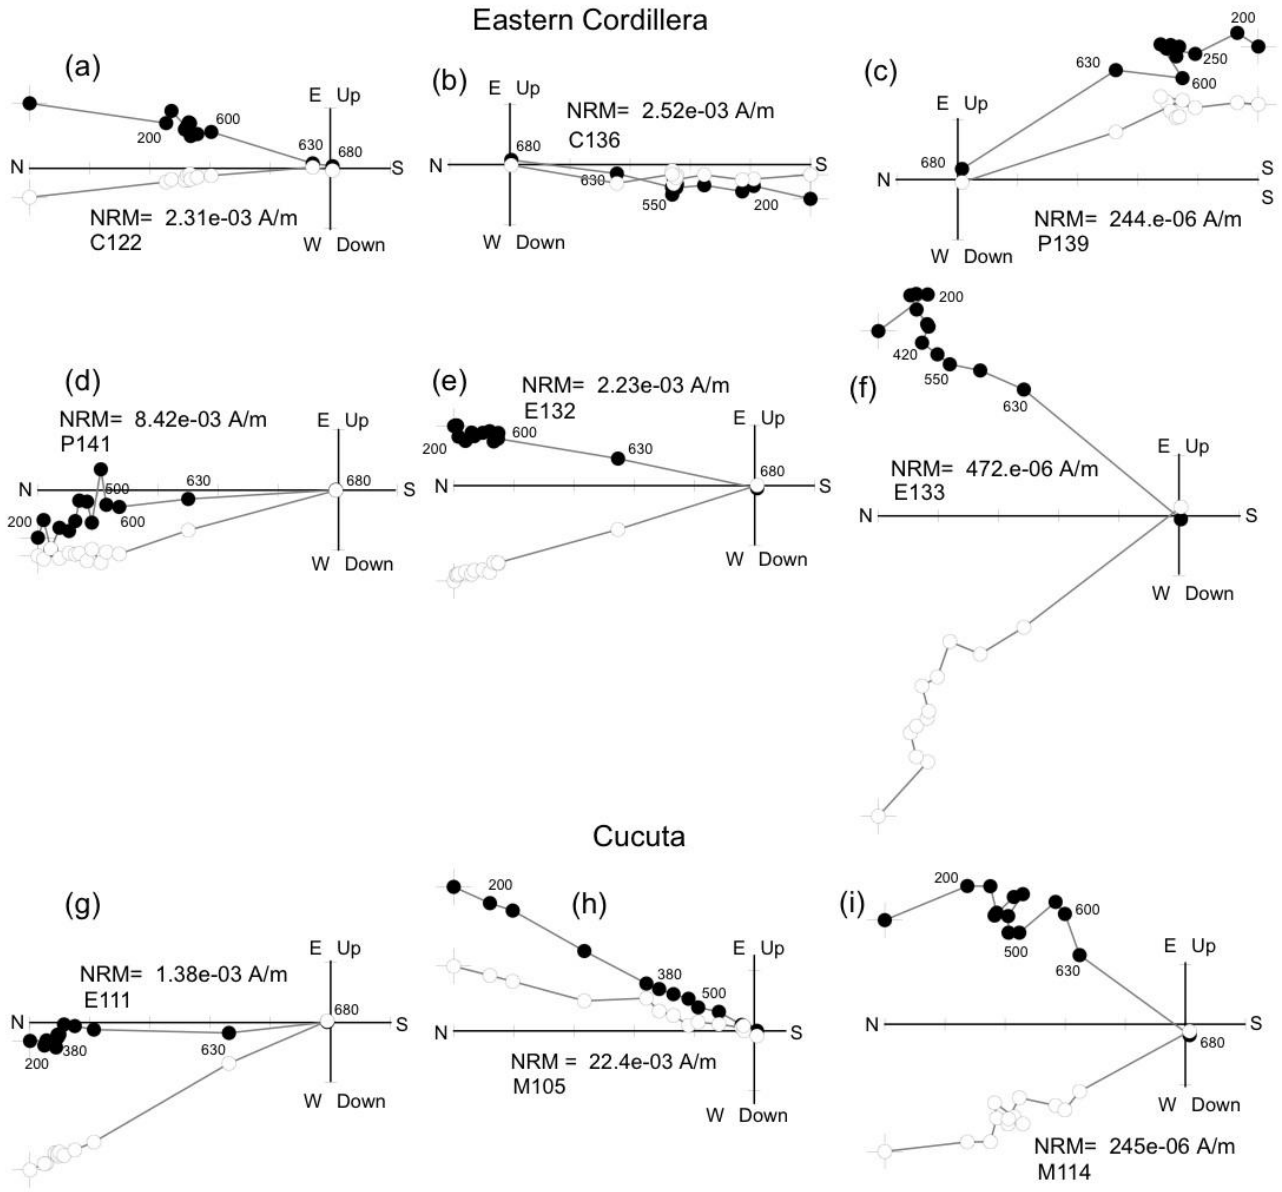 Eastern Cordillera
(a)
E Up
200
600
630
680
N
S
NRM= 2.31e-03 A/m
C122
W Down
(b)
E Up
NRM= 2.52e-03 A/m
C136
680
N
S
630
550
200
W Down
(c)
200
630
250
600
E Up
680
S
N
S
NRM= 244.e-06 A/m
P139
W Down
(d)
NRM= 8.42e-03 A/m
P141
E Up
N
500
630
680
S
200
600
W Down
(e)
NRM= 2.23e-03 A/m
E132
E Up
200
600
630
680
N
S
W Down
200
420
550
(f)
630
E Up
NRM= 472.e-06 A/m
E133
N
S
W Down
Cucuta
(g)
E Up
NRM= 1.38e-03 A/m
E111
N
680
S
200
380
630
W Down
200
(h)
E Up
380
500
N
S
NRM = 22.4e-03 A/m
M105
W Down
(i)
200
600
500
630
E Up
N
S
680
W Down
NRM= 245e-06 A/m
M114